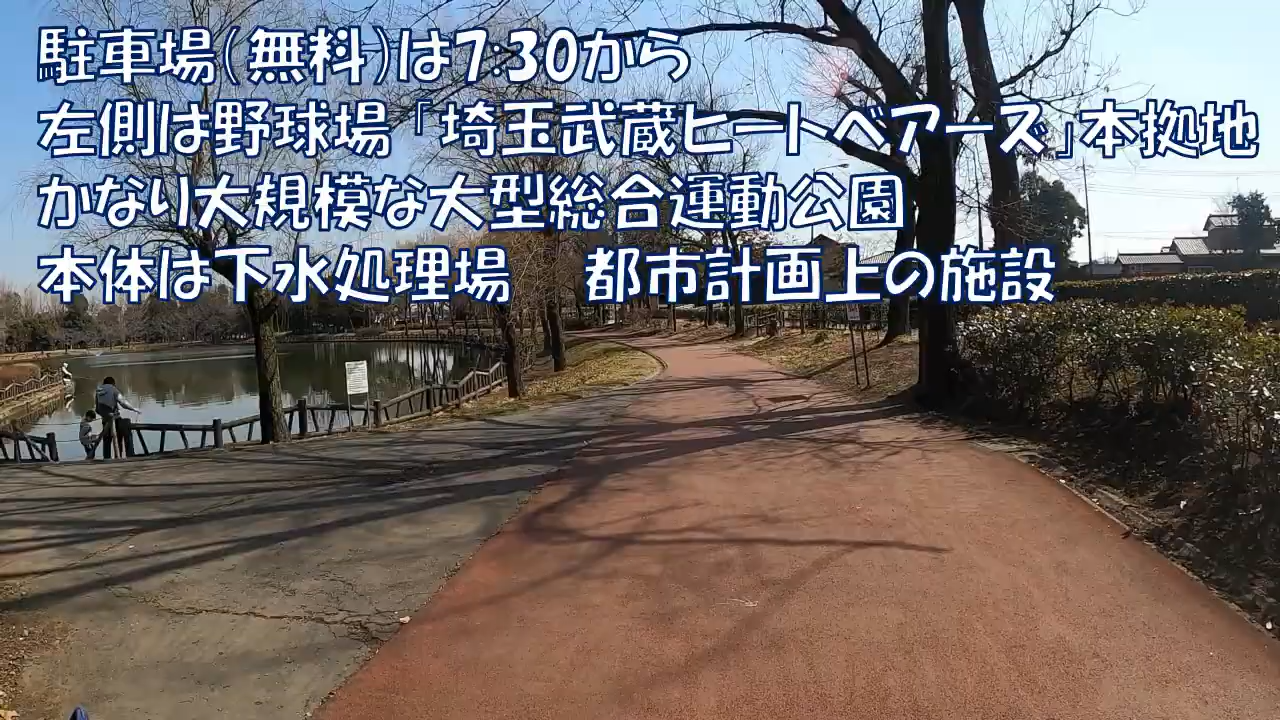 駐車場(無料)は7:30から
左側は野球場「埼玉武蔵ヒートベアーズ」本拠地
かなり大規模な大型総合運動公園
本体は下水処理場　都市計画上の施設